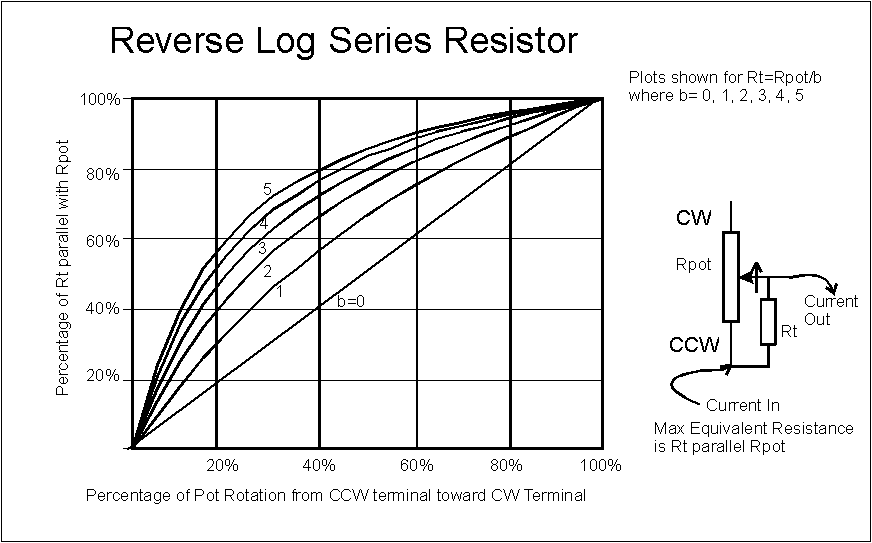 Reverse Log Series Resistor
Plots shown for Rt=Rpot/b
where b= 0, 1, 2, 3, 4, 5
Percentage of Rt parallel with Rpot
100%
80%
60%
40%
20%
5
4
3
2
1
b=0
20%
40%
60%
80%
100%
Percentage of Pot Rotation from CCW terminal toward CW Terminal
CW
Rpot
CCW
Rt
Current
Out
Current In
Max Equivalent Resistance
is Rt parallel Rpot